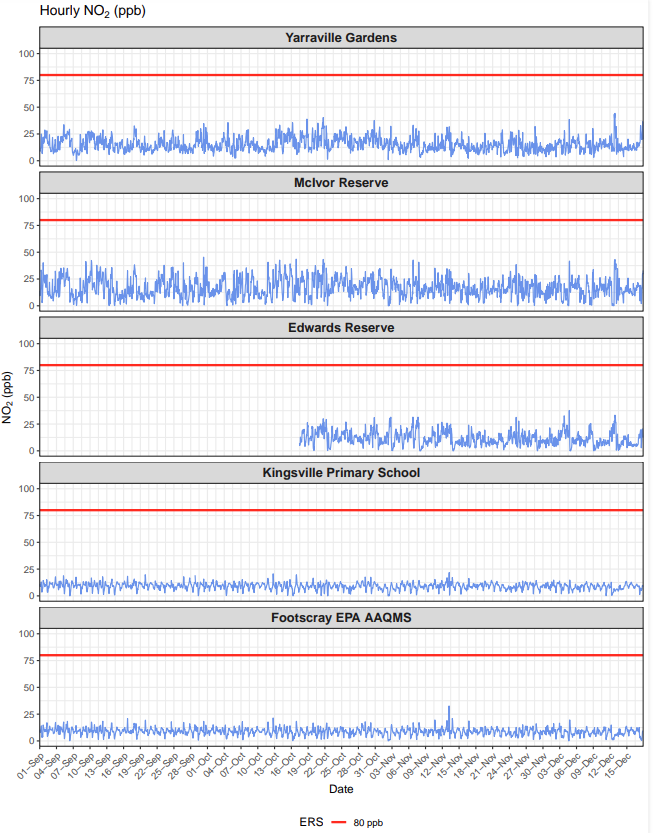 Hourly NO₂ (ppb)
Yarraville Gardens
100
75
50
25
0
McIvor Reserve
100
75
50
25
0
Edwards Reserve
100
75
50
25
0
NO₂ (ppb)
Kingsville Primary School
100
75
50
25
0
Footscray EPA AAQMS
100
75
50
25
0
01-Sep
04-Sep
07-Sep
10-Sep
13-Sep
16-Sep
19-Sep
22-Sep
25-Sep
28-Sep
01-Oct
04-Oct
07-Oct
10-Oct
13-Oct
16-Oct
19-Oct
22-Oct
25-Oct
28-Oct
31-Oct
03-Nov
06-Nov
09-Nov
12-Nov
15-Nov
18-Nov
21-Nov
24-Nov
27-Nov
30-Nov
03-Dec
06-Dec
09-Dec
12-Dec
15-Dec
Date
ERS 80 ppb